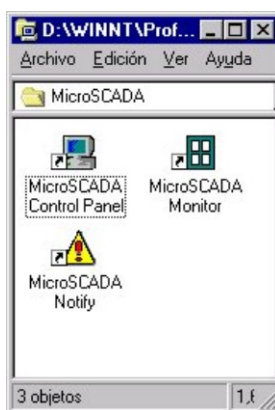 D:\WINNT\Prof...
Archivo Edición Ver Ayuda
MicroSCADA
MicroSCADA
Control Panel
MicroSCADA
Monitor
MicroSCADA
Notify
3 objetos